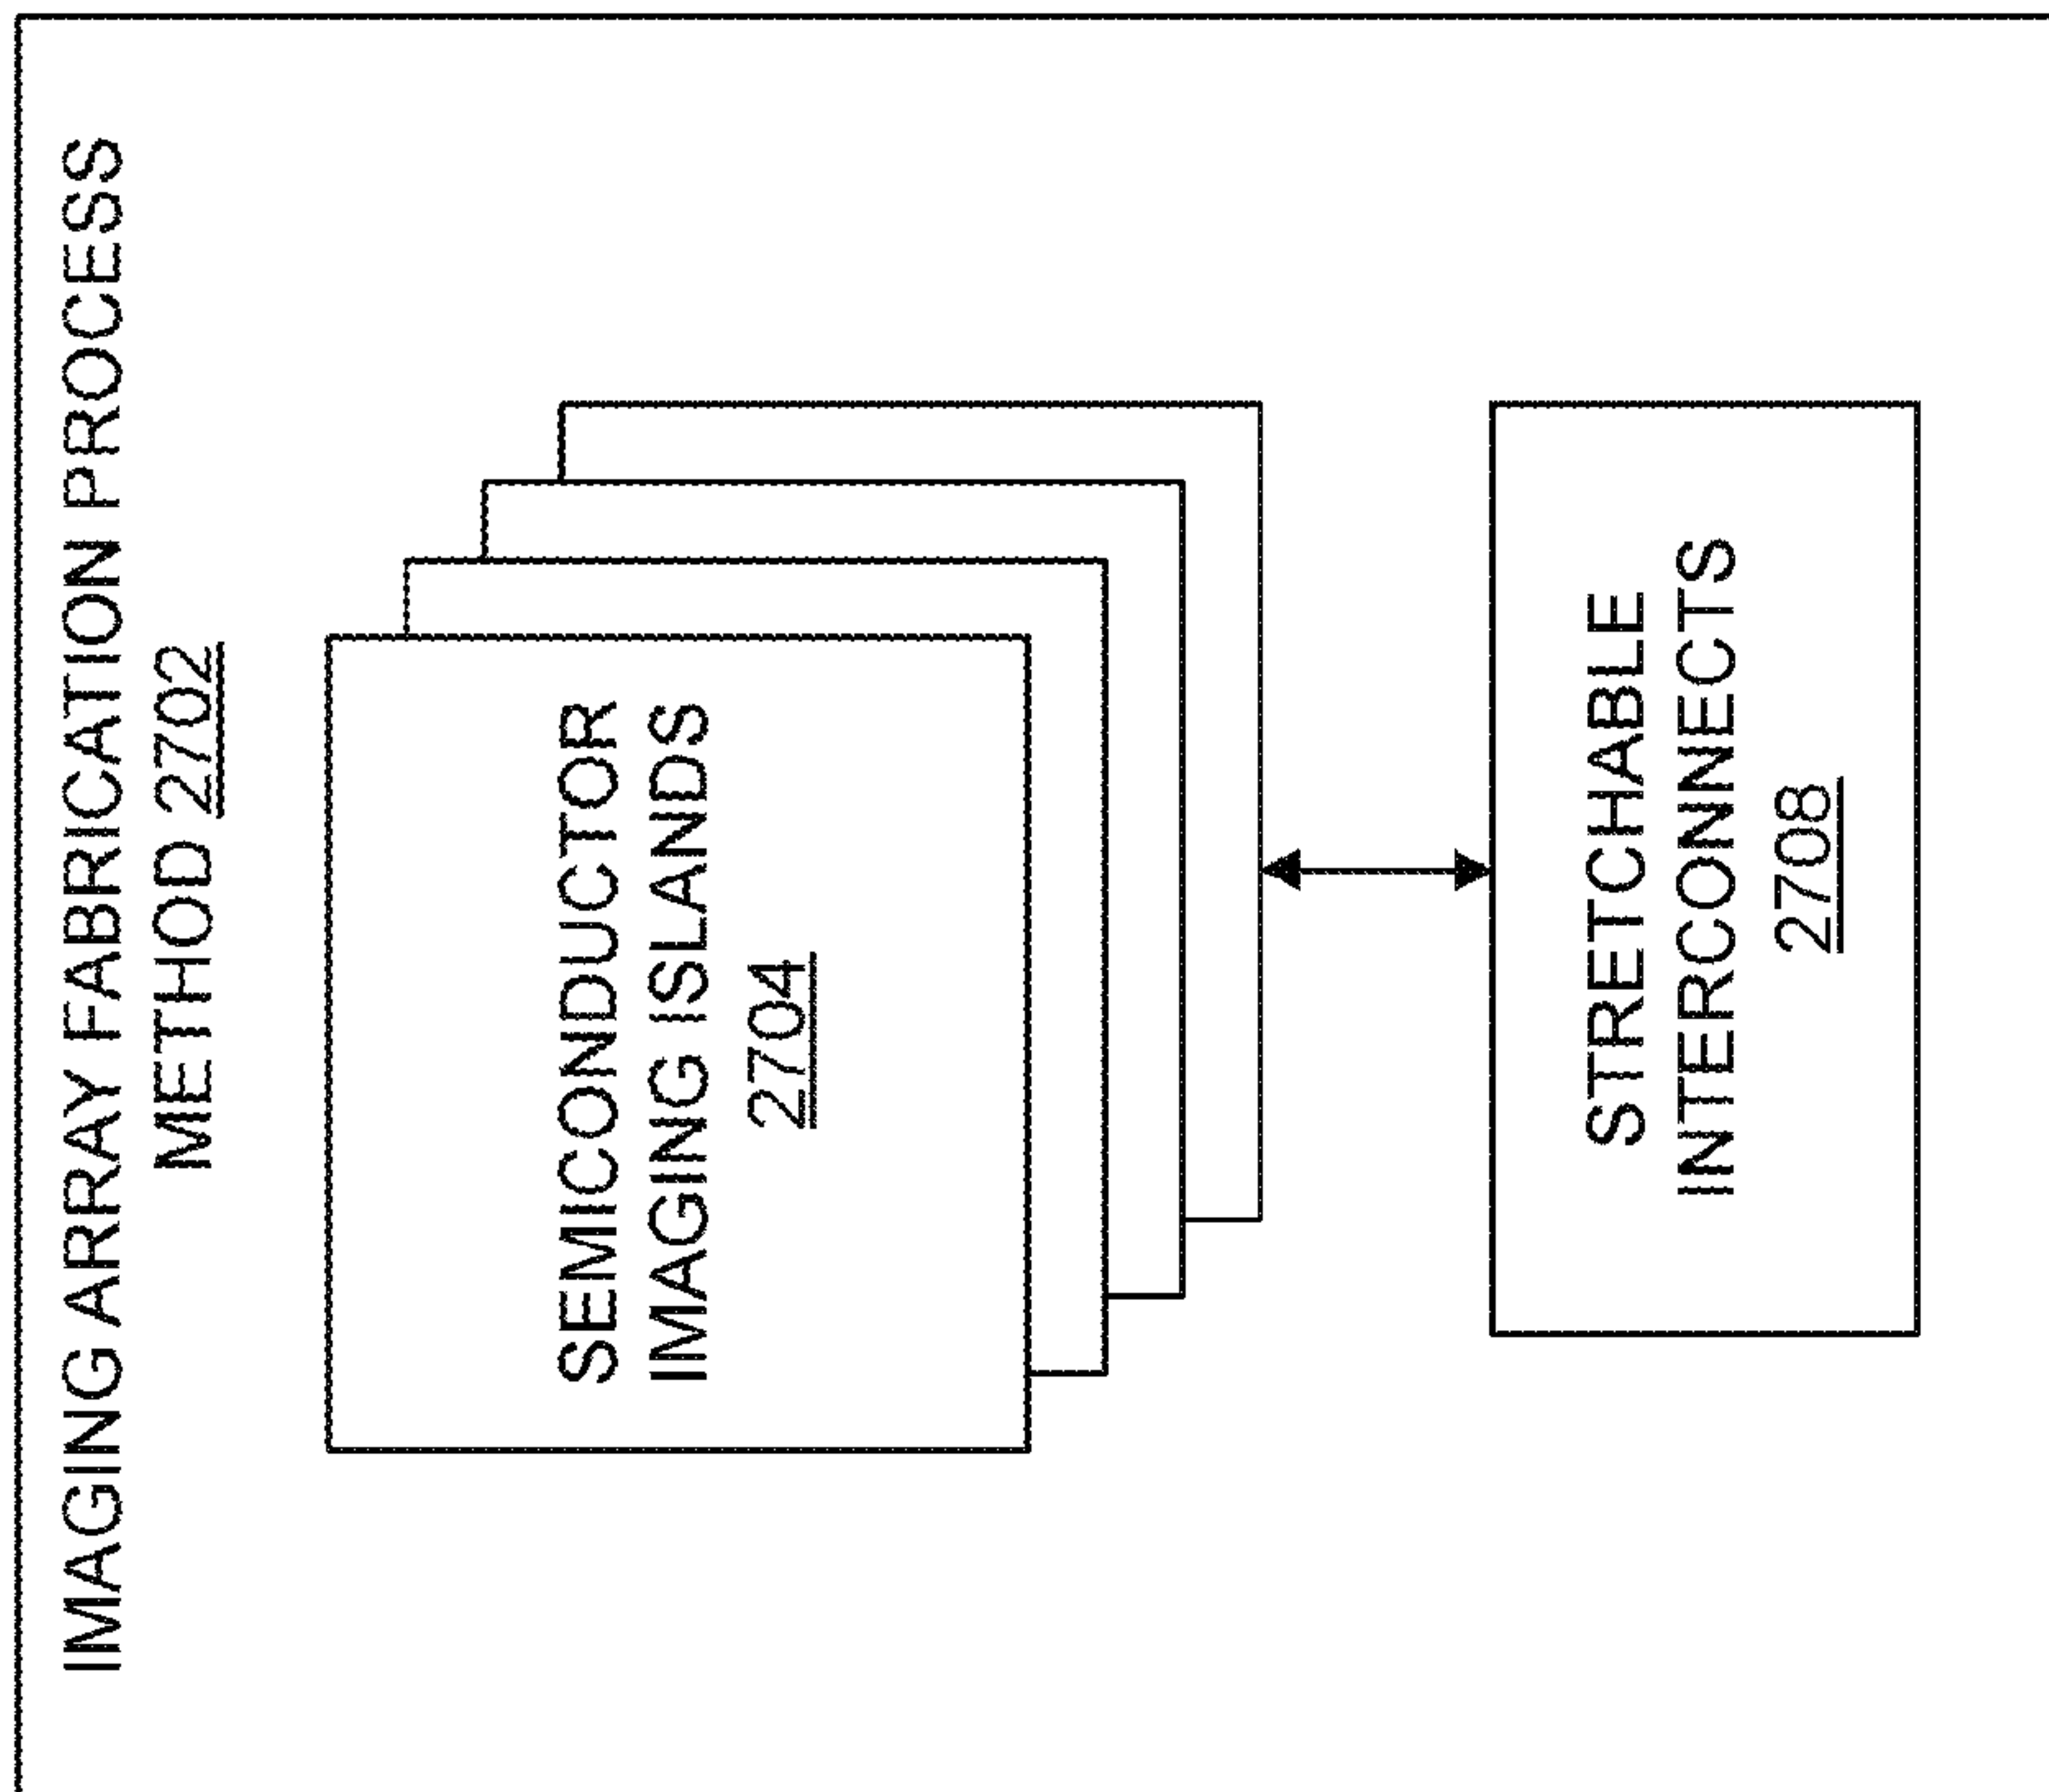 IMAGING ARRAY FABRICATION PROCESS
METHOD 2702
SEMICONDUCTOR
IMAGING ISLANDS
2704
STRETCHABLE
INTERCONNECTS
2708